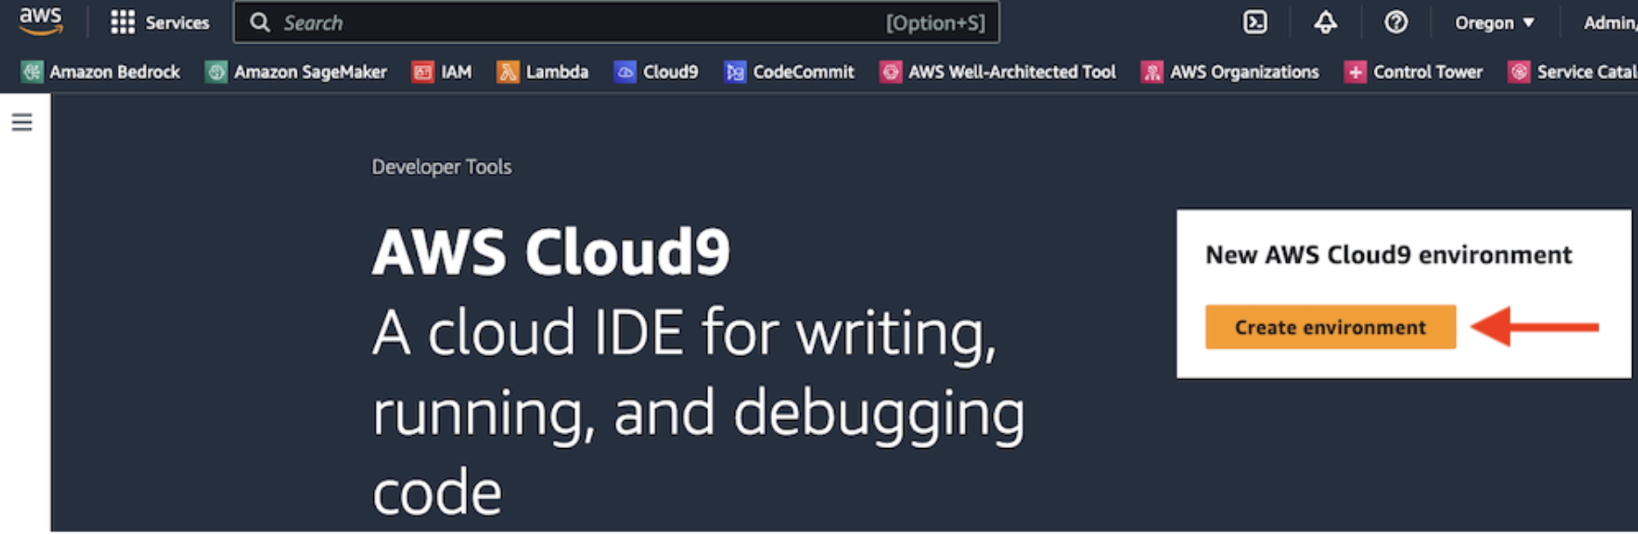 aws Services Search [Option+S] Oregon Admin,
Amazon Bedrock Amazon SageMaker IAM Lambda Cloud9 CodeCommit AWS Well-Architected Tool AWS Organizations Control Tower Service Catal
Developer Tools
AWS Cloud9
A cloud IDE for writing,
running, and debugging
code
New AWS Cloud9 environment
Create environment